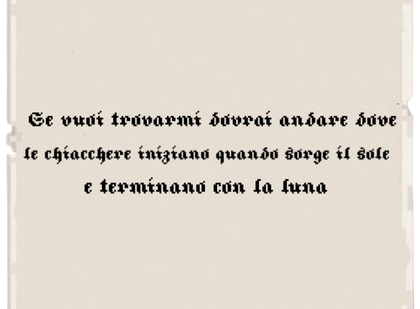 Se vuoi trovarmi dovrai andare dove
le chiacchere iniziano quando sorge il sole
e terminano con la luna